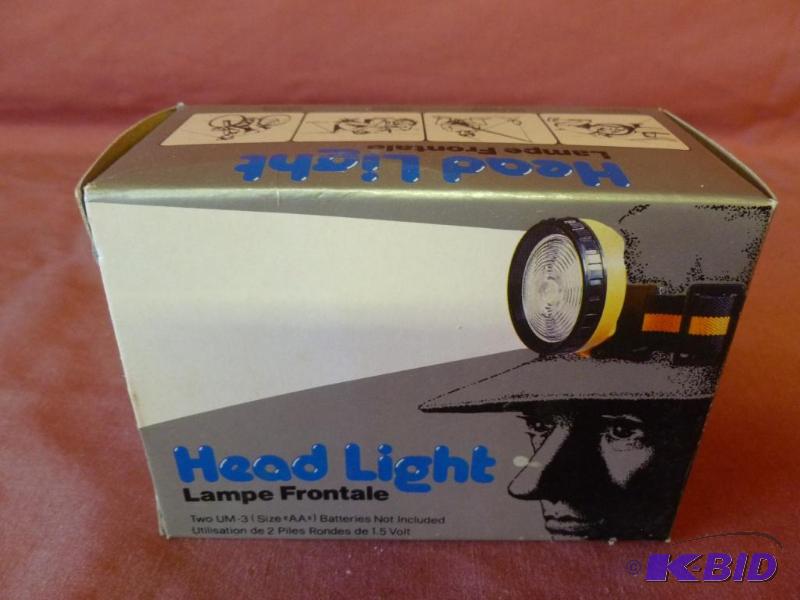 Head Light
Lampe Frontale
Head Light
Lampe Frontale
Two UM-3 (Size «AA») Batteries Not Included
Utilisation de 2 Piles Rondes de 1.5 Volt
© K-BID